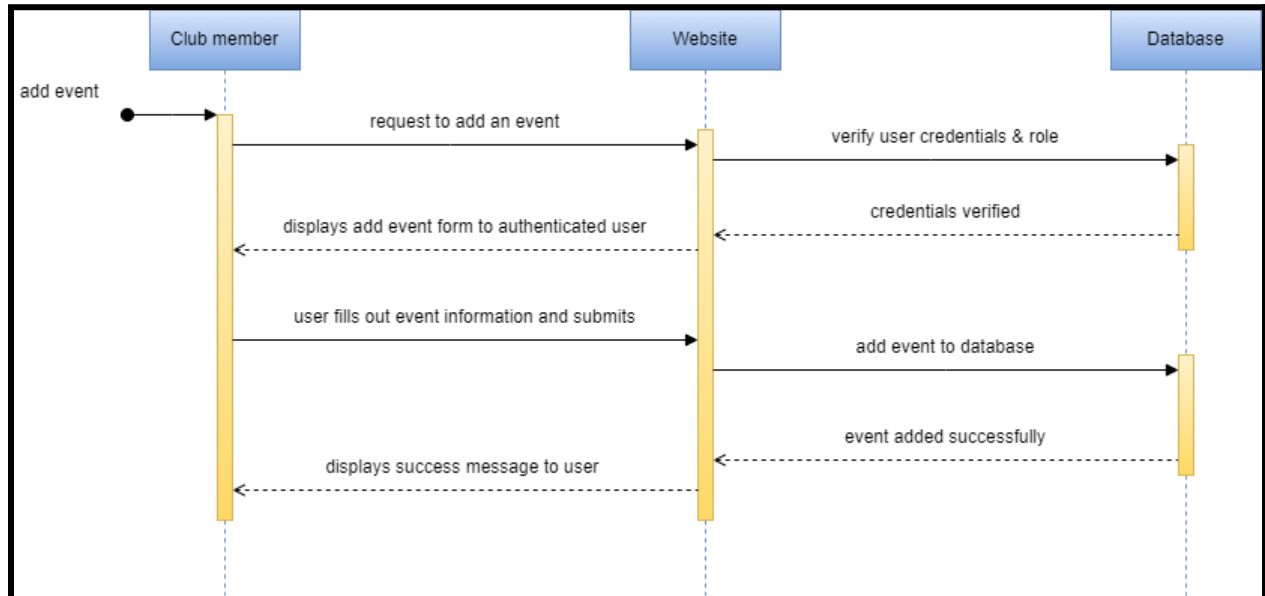 Club member
Website
Database
add event
request to add an event
verify user credentials & role
credentials verified
displays add event form to authenticated user
user fills out event information and submits
add event to database
event added successfully
displays success message to user